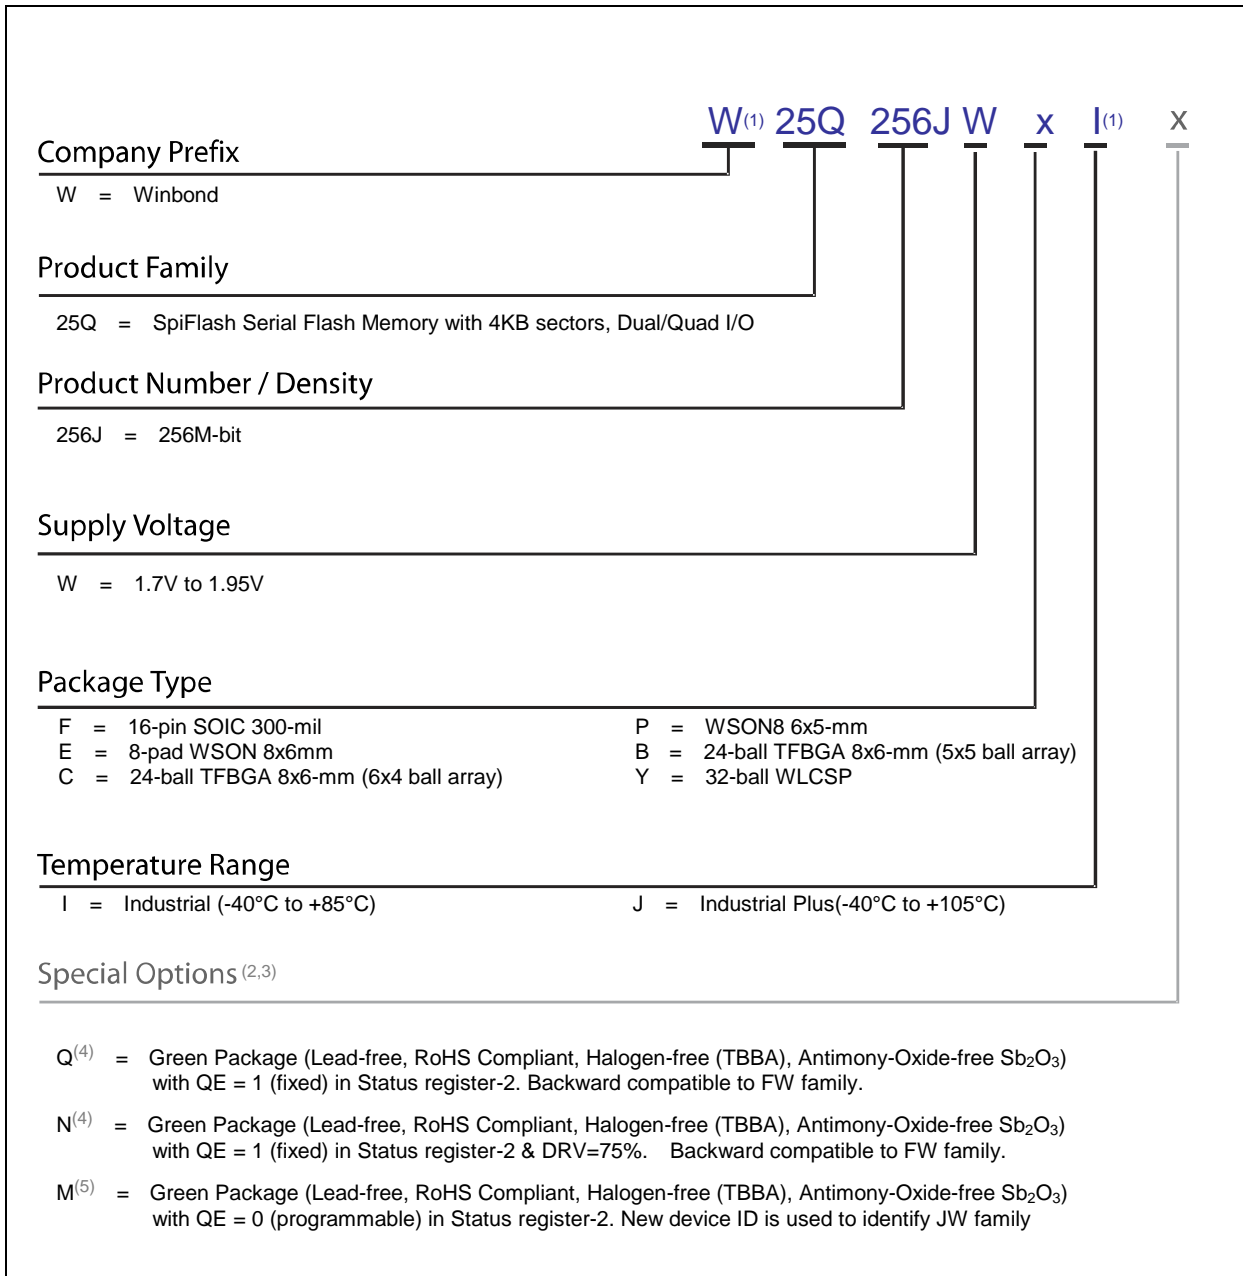 W(1) 25Q 256J W x I(1) x
Company Prefix
W = Winbond
Product Family
25Q = SpiFlash Serial Flash Memory with 4KB sectors, Dual/Quad I/O
Product Number / Density
256J = 256M-bit
Supply Voltage
W = 1.7V to 1.95V
Package Type
F = 16-pin SOIC 300-mil P = WSON8 6x5-mm
E = 8-pad WSON 8x6mm B = 24-ball TFBGA 8x6-mm (5x5 ball array)
C = 24-ball TFBGA 8x6-mm (6x4 ball array) Y = 32-ball WLCSP
Temperature Range
I = Industrial (-40°C to +85°C) J = Industrial Plus(-40°C to +105°C)
Special Options (2,3)
Q(4) = Green Package (Lead-free, RoHS Compliant, Halogen-free (TBBA), Antimony-Oxide-free Sb2O3)
with QE = 1 (fixed) in Status register-2. Backward compatible to FW family.
N(4) = Green Package (Lead-free, RoHS Compliant, Halogen-free (TBBA), Antimony-Oxide-free Sb2O3)
with QE = 1 (fixed) in Status register-2 & DRV=75%. Backward compatible to FW family.
M(5) = Green Package (Lead-free, RoHS Compliant, Halogen-free (TBBA), Antimony-Oxide-free Sb2O3)
with QE = 0 (programmable) in Status register-2. New device ID is used to identify JW family